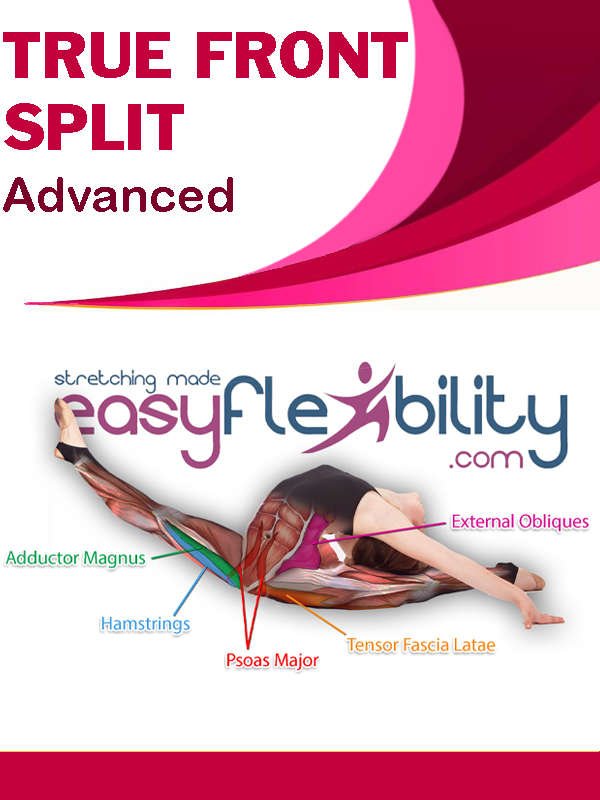 TRUE FRONT
SPLIT
Advanced
stretching made
easyflexibility
.com
External Obliques
Adductor Magnus
Hamstrings
Tensor Fascia Latae
Psoas Major